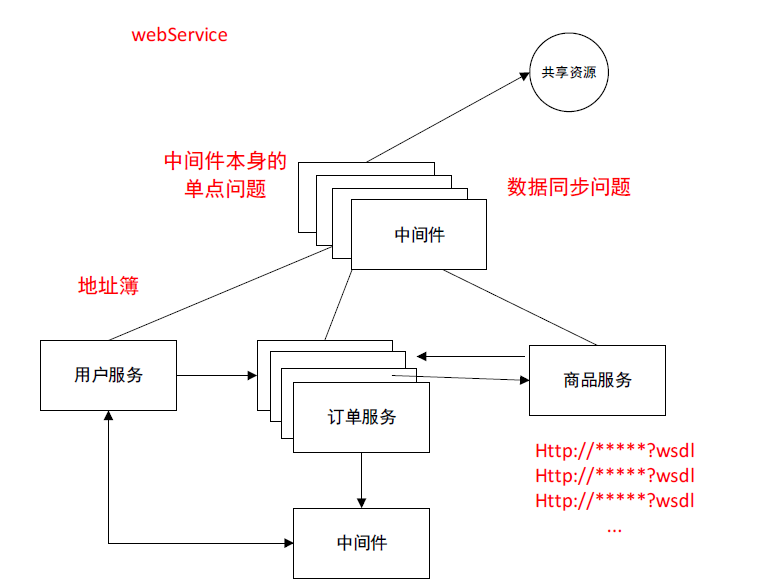 webService
共享资源
中间件本身的
单点问题
数据同步问题
中间件
地址簿
用户服务
商品服务
订单服务
Http://*****?wsdl
Http://*****?wsdl
Http://*****?wsdl
...
中间件